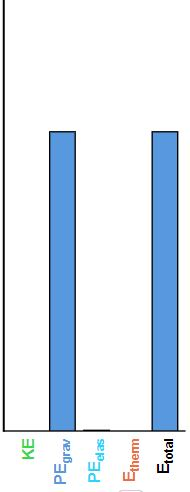 KE
PEgrav
PEelas
Etherm
Etotal